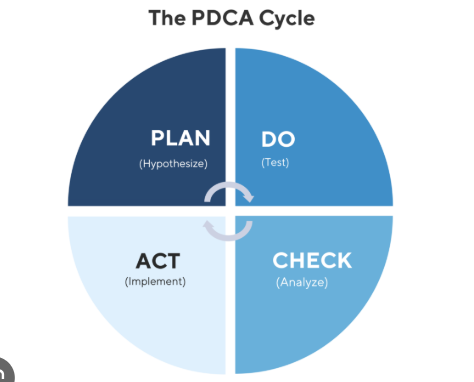 The PDCA Cycle
PLAN
(Hypothesize)
DO
(Test)
ACT
(Implement)
CHECK
(Analyze)